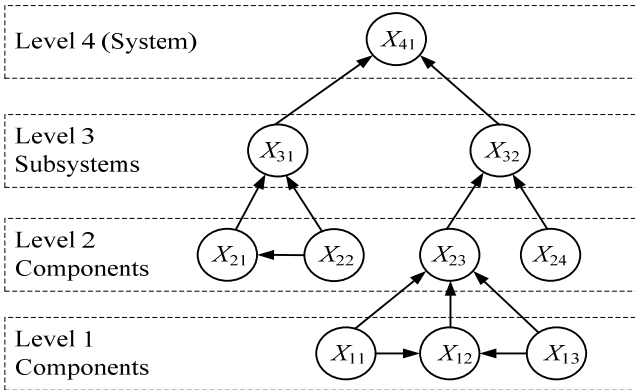 Level 4 (System)
X41
Level 3
Subsystems
X31
X32
Level 2
Components
X21
X22
X23
X24
Level 1
Components
X11
X12
X13